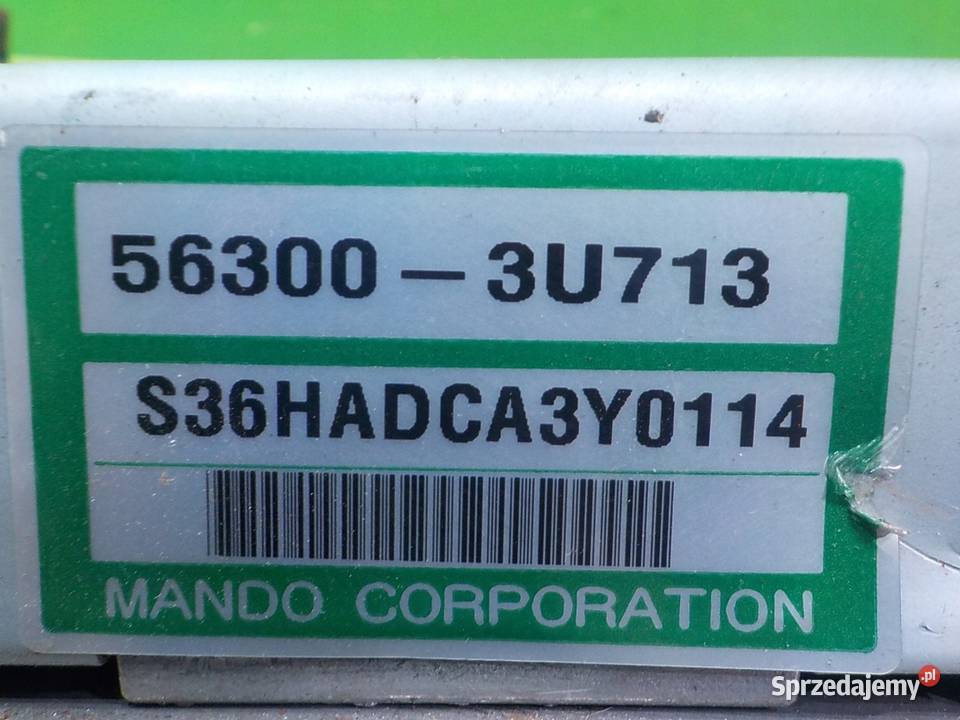 56300-3U713
S36HADCA3Y0114
MANDO CORPORATION
Sprzedajemy.pl